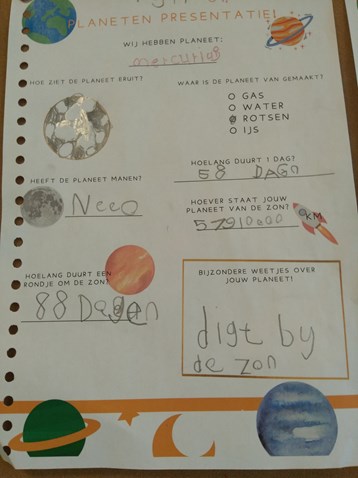 PLANETEN PRESENTATIE!
WIJ HEBBEN PLANEET:
mercurius
HOE ZIET DE PLANEET ERUIT?
WAAR IS DE PLANEET VAN GEMAAKT?
GAS
WATER
ROTSEN
IJS
HOELANG DUURT 1 DAG?
58 DAGN
HEEFT DE PLANEET MANEN?
Neeo
HOEVER STAAT JOUW
PLANEET VAN DE ZON?
57910000 KM
HOELANG DUURT EEN
RONDJE OM DE ZON?
88 Dagen
BIJZONDERE WEETJES OVER
JOUW PLANEET!
digt by
de zon